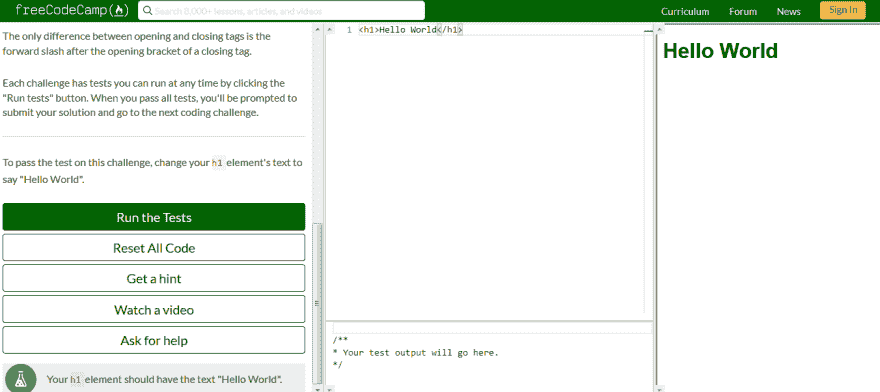 freeCodeCamp(🔥)
Search 8,000+ lessons, articles, and videos
Curriculum
Forum
News
Sign In
The only difference between opening and closing tags is the
forward slash after the opening bracket of a closing tag.
Each challenge has tests you can run at any time by clicking the
"Run tests" button. When you pass all tests, you'll be prompted to
submit your solution and go to the next coding challenge.
To pass the test on this challenge, change your h1 element's text to
say "Hello World".
Run the Tests
Reset All Code
Get a hint
Watch a video
Ask for help
Your h1 element should have the text "Hello World".
1 <h1>Hello World</h1>
/**
* Your test output will go here.
*/
Hello World